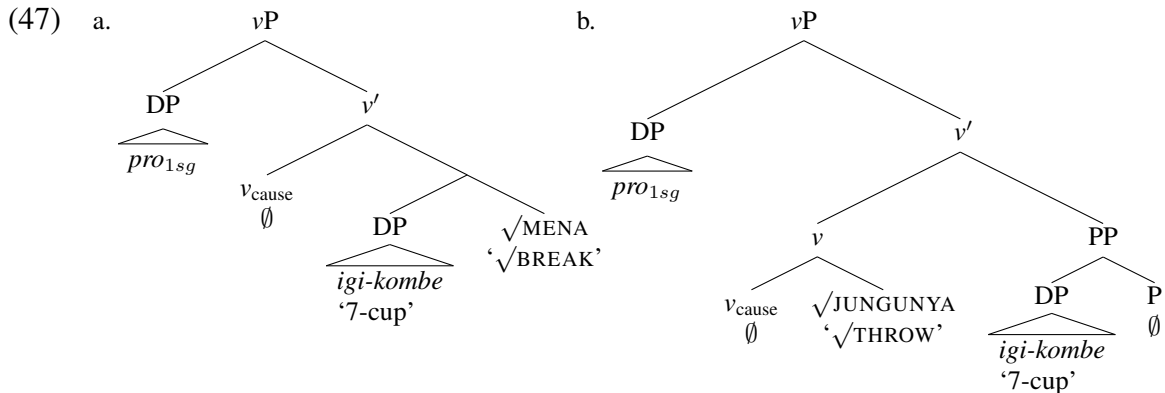 (47) a. vP b. vP
DP v′ DP v′
pro1sg pro1sg
vcause v PP
∅
DP √MENA
‘√BREAK’
igi-kombe vcause √JUNGUNYA DP P
‘7-cup’ ∅ ‘√THROW’ ∅
igi-kombe
‘7-cup’